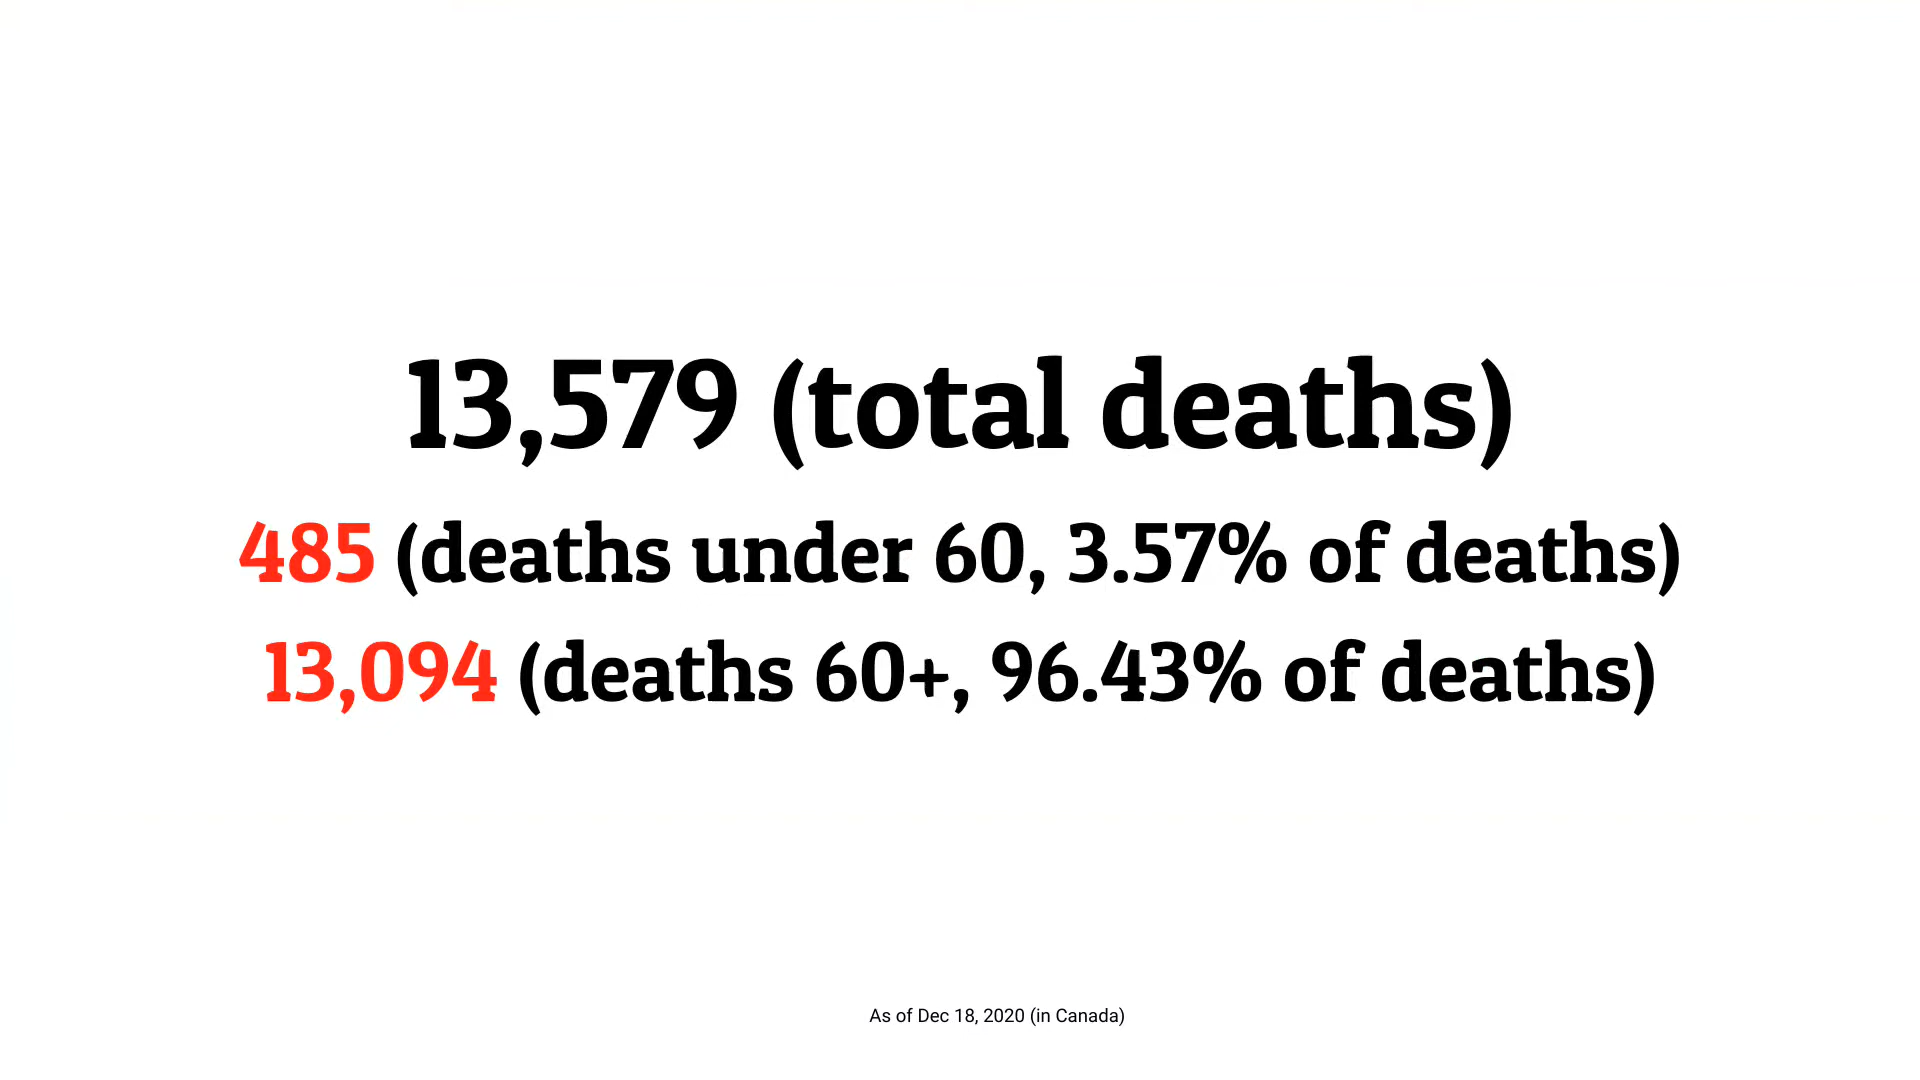 13,579 (total deaths)
485 (deaths under 60, 3.57% of deaths)
13,094 (deaths 60+, 96.43% of deaths)
As of Dec 18, 2020 (in Canada)